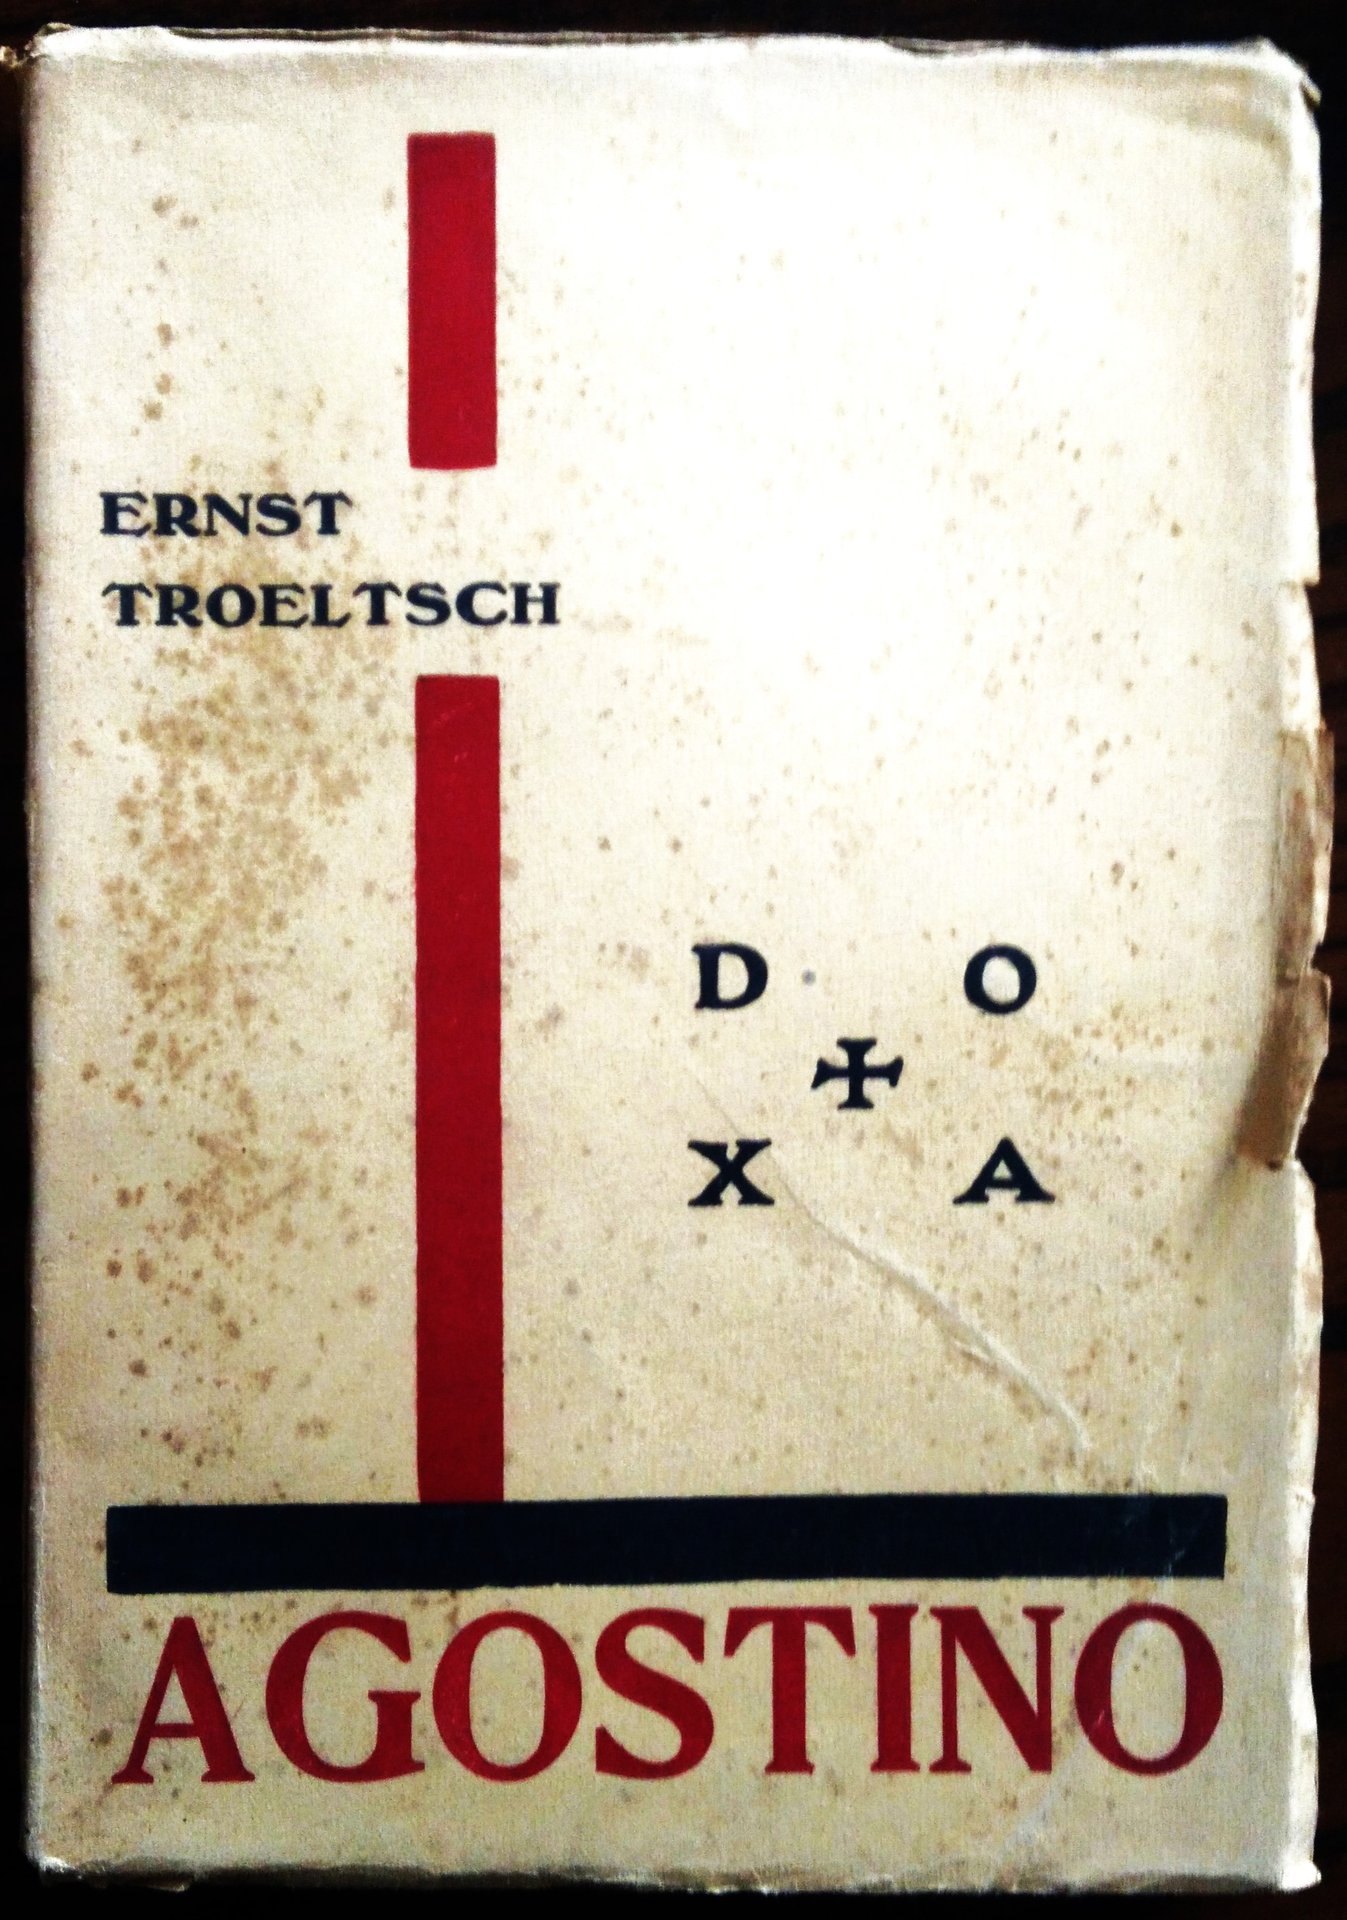 ERNST
TROELTSCH
D O
X A
AGOSTINO